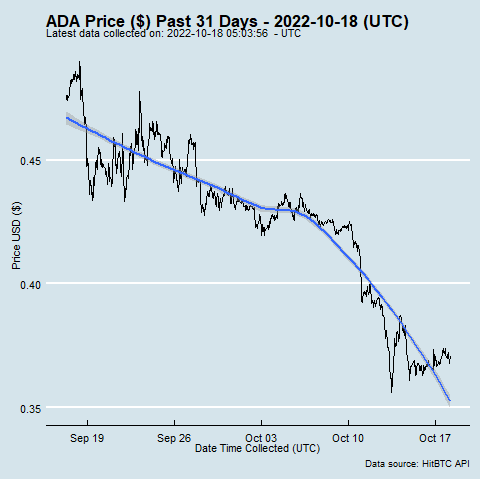 ADA Price ($) Past 31 Days - 2022-10-18 (UTC)
Latest data collected on: 2022-10-18 05:03:56 - UTC
Price USD ($)
0.45
0.40
0.35
Sep 19 Sep 26 Oct 03 Oct 10 Oct 17
Date Time Collected (UTC)
Data source: HitBTC API